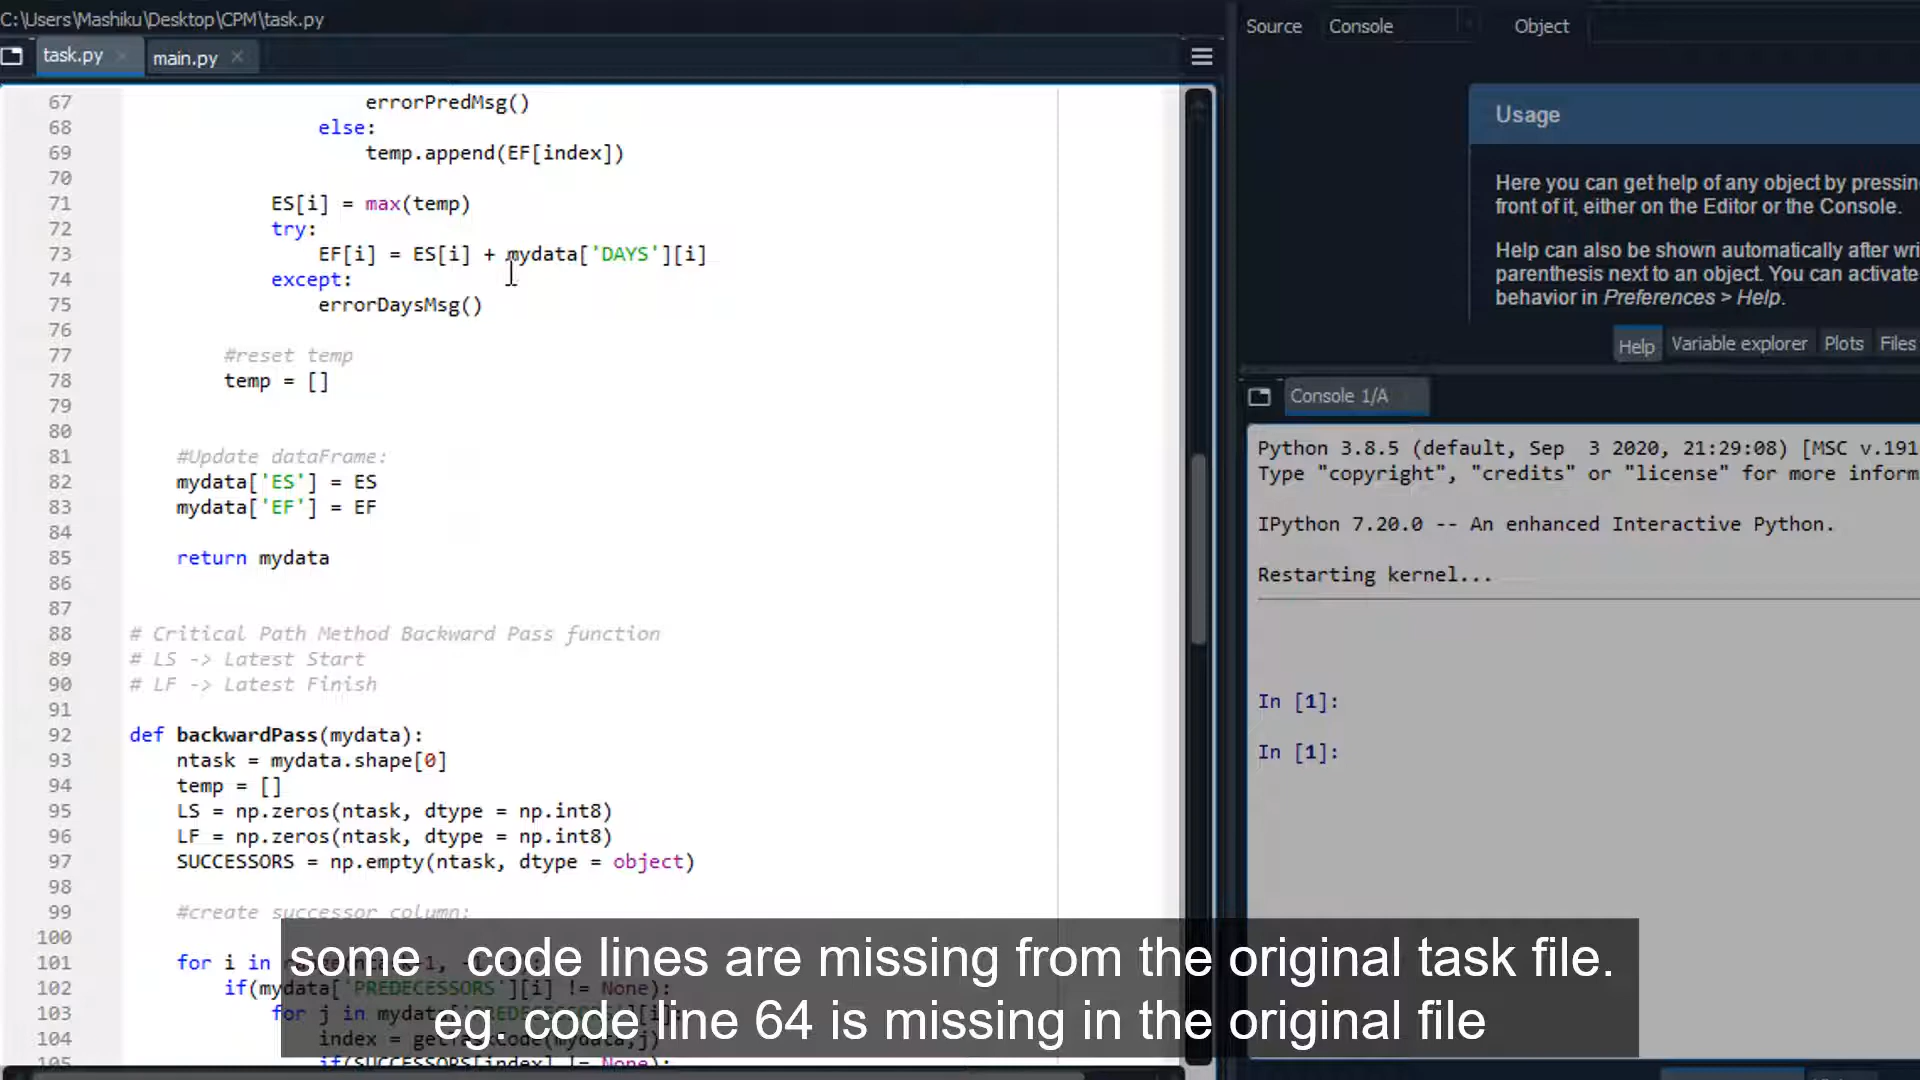 C:\Users\Mashiku\Desktop\CPM\task.py
task.py
main.py
67 errorPredMsg()
68 else:
69 temp.append(EF[index])
70
71 ES[i] = max(temp)
72 try:
73 EF[i] = ES[i] + mydata['DAYS'][i]
74 except:
75 errorDaysMsg()
76
77 #reset temp
78 temp = []
79
80
81 #Update dataFrame:
82 mydata['ES'] = ES
83 mydata['EF'] = EF
84
85 return mydata
86
87
88 # Critical Path Method Backward Pass function
89 # LS -> Latest Start
90 # LF -> Latest Finish
91
92 def backwardPass(mydata):
93 ntask = mydata.shape[0]
94 temp = []
95 LS = np.zeros(ntask, dtype = np.int8)
96 LF = np.zeros(ntask, dtype = np.int8)
97 SUCCESSORS = np.empty(ntask, dtype = object)
98
99 #create successor column:
100
101 for i in range(ntask-1, -1, -1):
102 if(mydata['PREDECESSORS'][i] != None):
103 for j in mydata['PREDECESSORS'][i]:
104 index = getTaskCode(mydata,j)
105 if(SUCCESSORS[index] != None):
Source Console Object
Usage
Here you can get help of any object by pressing
front of it, either on the Editor or the Console.
Help can also be shown automatically after wri
parenthesis next to an object. You can activate
behavior in Preferences > Help.
Help Variable explorer Plots Files
Console 1/A
Python 3.8.5 (default, Sep 3 2020, 21:29:08) [MSC v.191
Type "copyright", "credits" or "license" for more inform
IPython 7.20.0 -- An enhanced Interactive Python.
Restarting kernel...
In [1]:
In [1]:
some code lines are missing from the original task file.
eg. code line 64 is missing in the original file